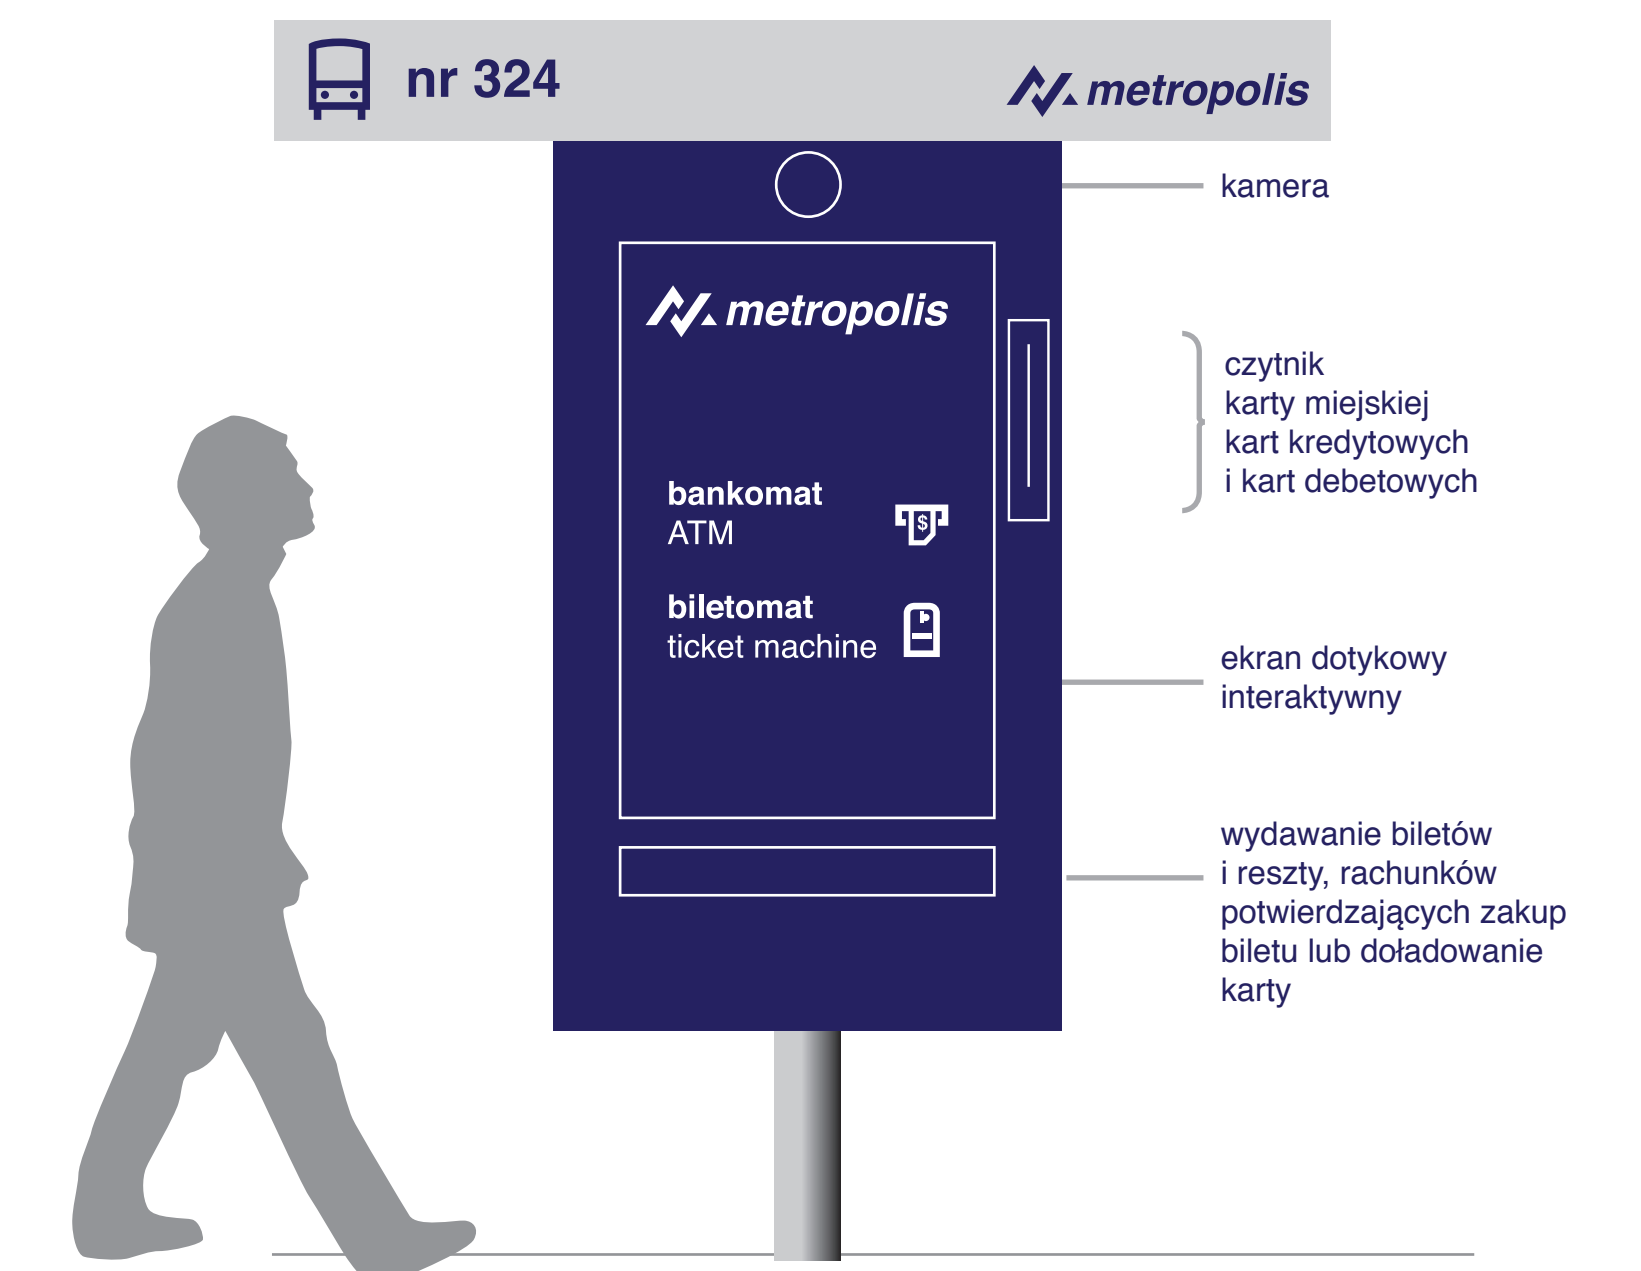 nr 324
metropolis
kamera
metropolis
czytnik
karty miejskiej
kart kredytowych
i kart debetowych
bankomat
ATM
$
biletomat
ticket machine
ekran dotykowy
interaktywny
wydawanie biletów
i reszty, rachunków
potwierdzających zakup
biletu lub doładowanie
karty